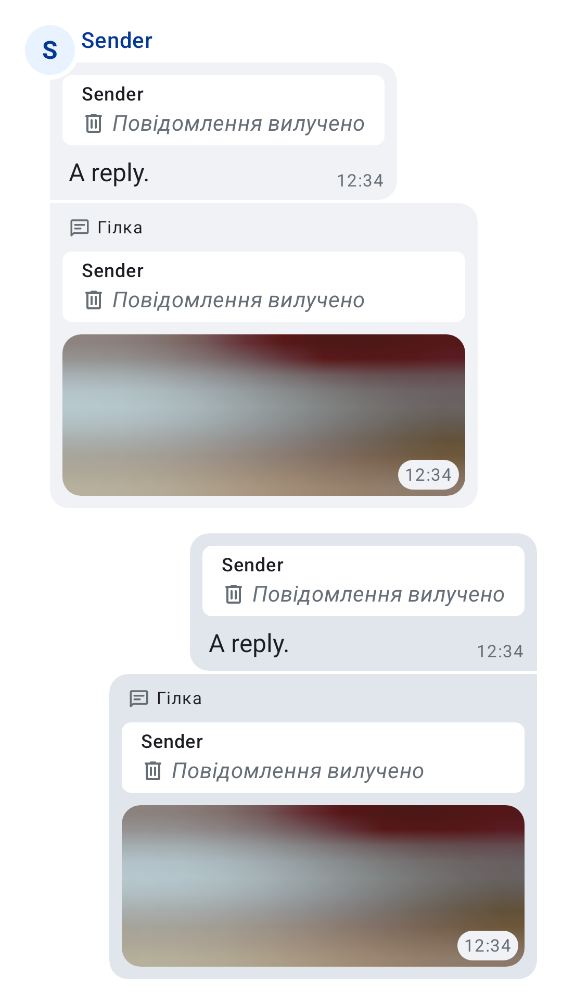 S
Sender
Sender
Повідомлення вилучено
A reply.
12:34
Гілка
Sender
Повідомлення вилучено
12:34
Sender
Повідомлення вилучено
A reply.
12:34
Гілка
Sender
Повідомлення вилучено
12:34